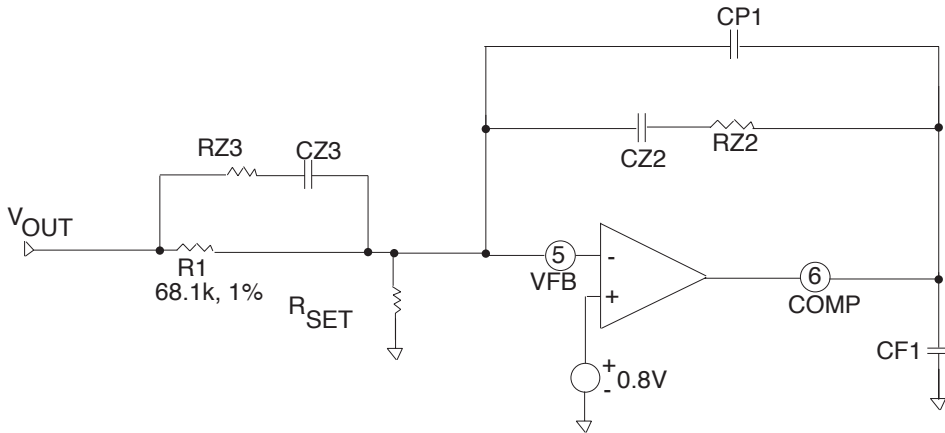 CP1
CZ2
RZ2
RZ3
CZ3
VOUT
R1
68.1k, 1%
RSET
5
VFB
-
+
6
COMP
CF1
+
-
0.8V